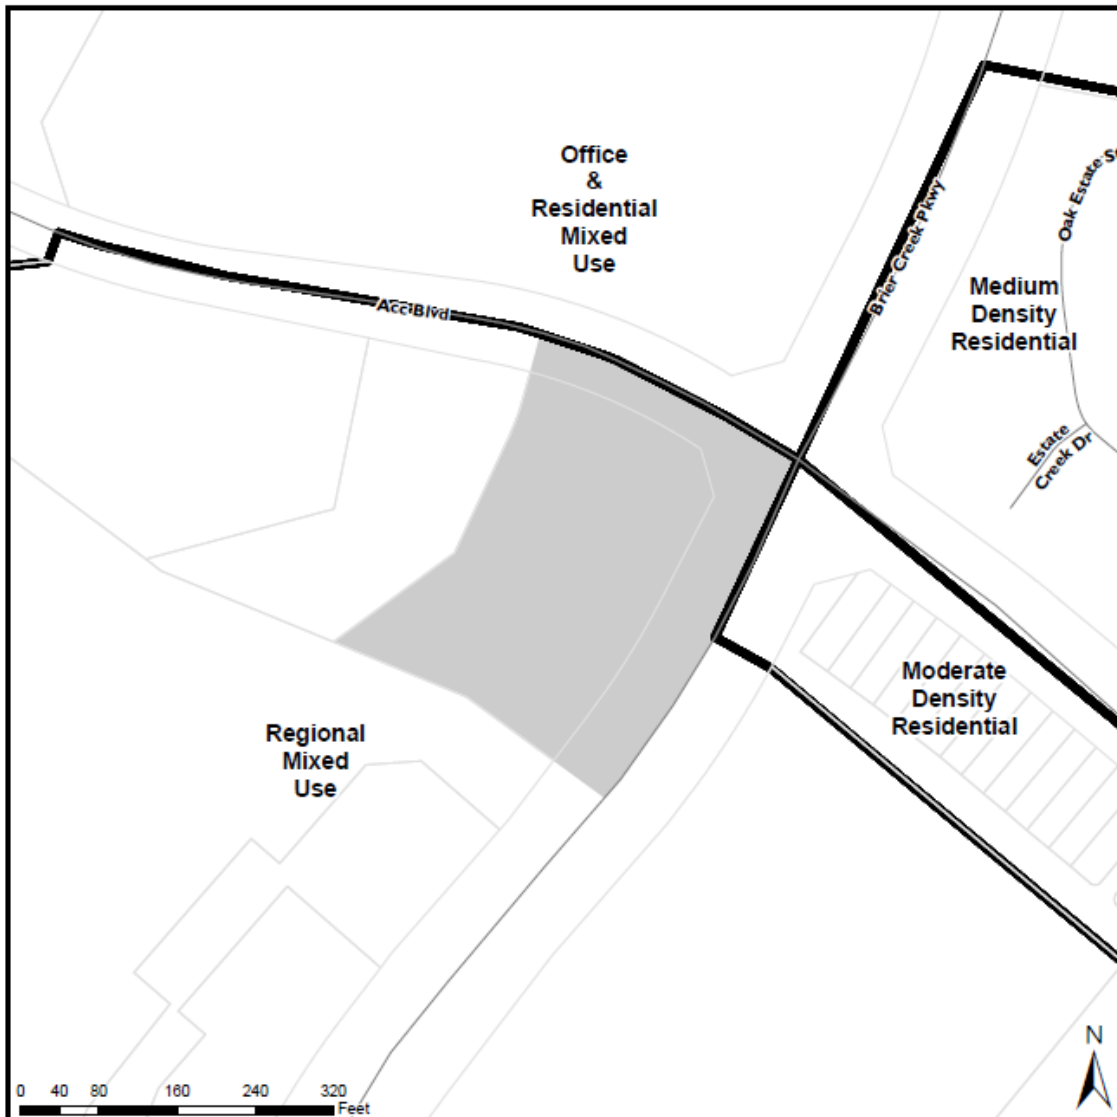 Office
&
Residential
Mixed
Use
Oak Estate
Brier Creek Pkwy
Medium
Density
Residential
Acc Blvd
Estate
Creek Dr
Moderate
Density
Residential
Regional
Mixed
Use
N
0 40 80 160 240 320
Feet